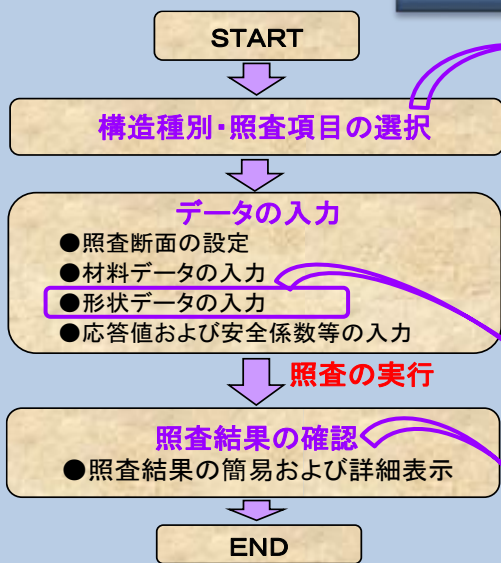 START
構造種別・照査項目の選択
データの入力
●照査断面の設定
●材料データの入力
●形状データの入力
●応答値および安全係数等の入力
照査の実行
照査結果の確認
●照査結果の簡易および詳細表示
END